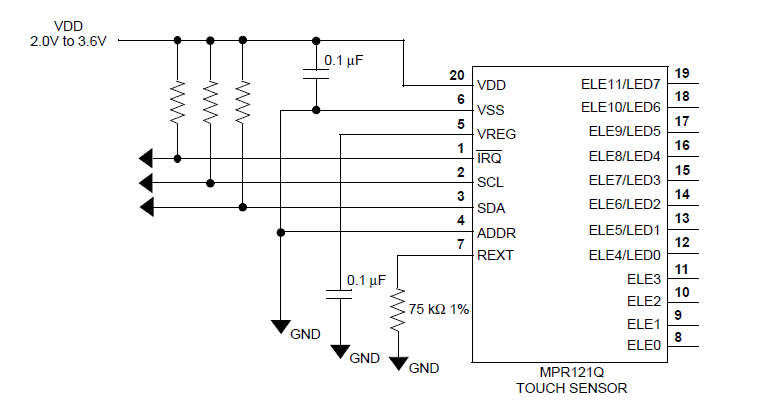 VDD
2.0V to 3.6V
0.1 μF
20 VDD
6 VSS
5 VREG
1 IRQ
2 SCL
3 SDA
4 ADDR
7 REXT
ELE11/LED7 19
ELE10/LED6 18
ELE9/LED5 17
ELE8/LED4 16
ELE7/LED3 15
ELE6/LED2 14
ELE5/LED1 13
ELE4/LED0 12
ELE3 11
ELE2 10
ELE1 9
ELE0 8
0.1 μF
75 kΩ 1%
GND
GND
GND
MPR121Q
TOUCH SENSOR